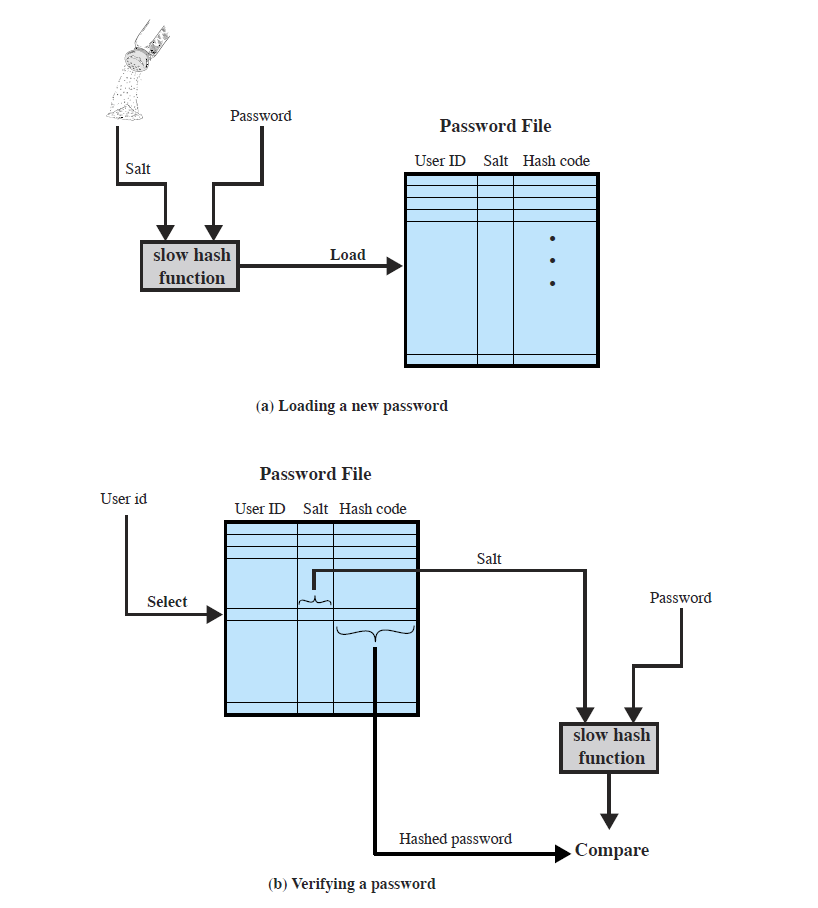 Password
Salt
Password File
User ID Salt Hash code
slow hash
function
Load
(a) Loading a new password
Password File
User id
User ID Salt Hash code
Salt
Select
Password
slow hash
function
Hashed password
Compare
(b) Verifying a password